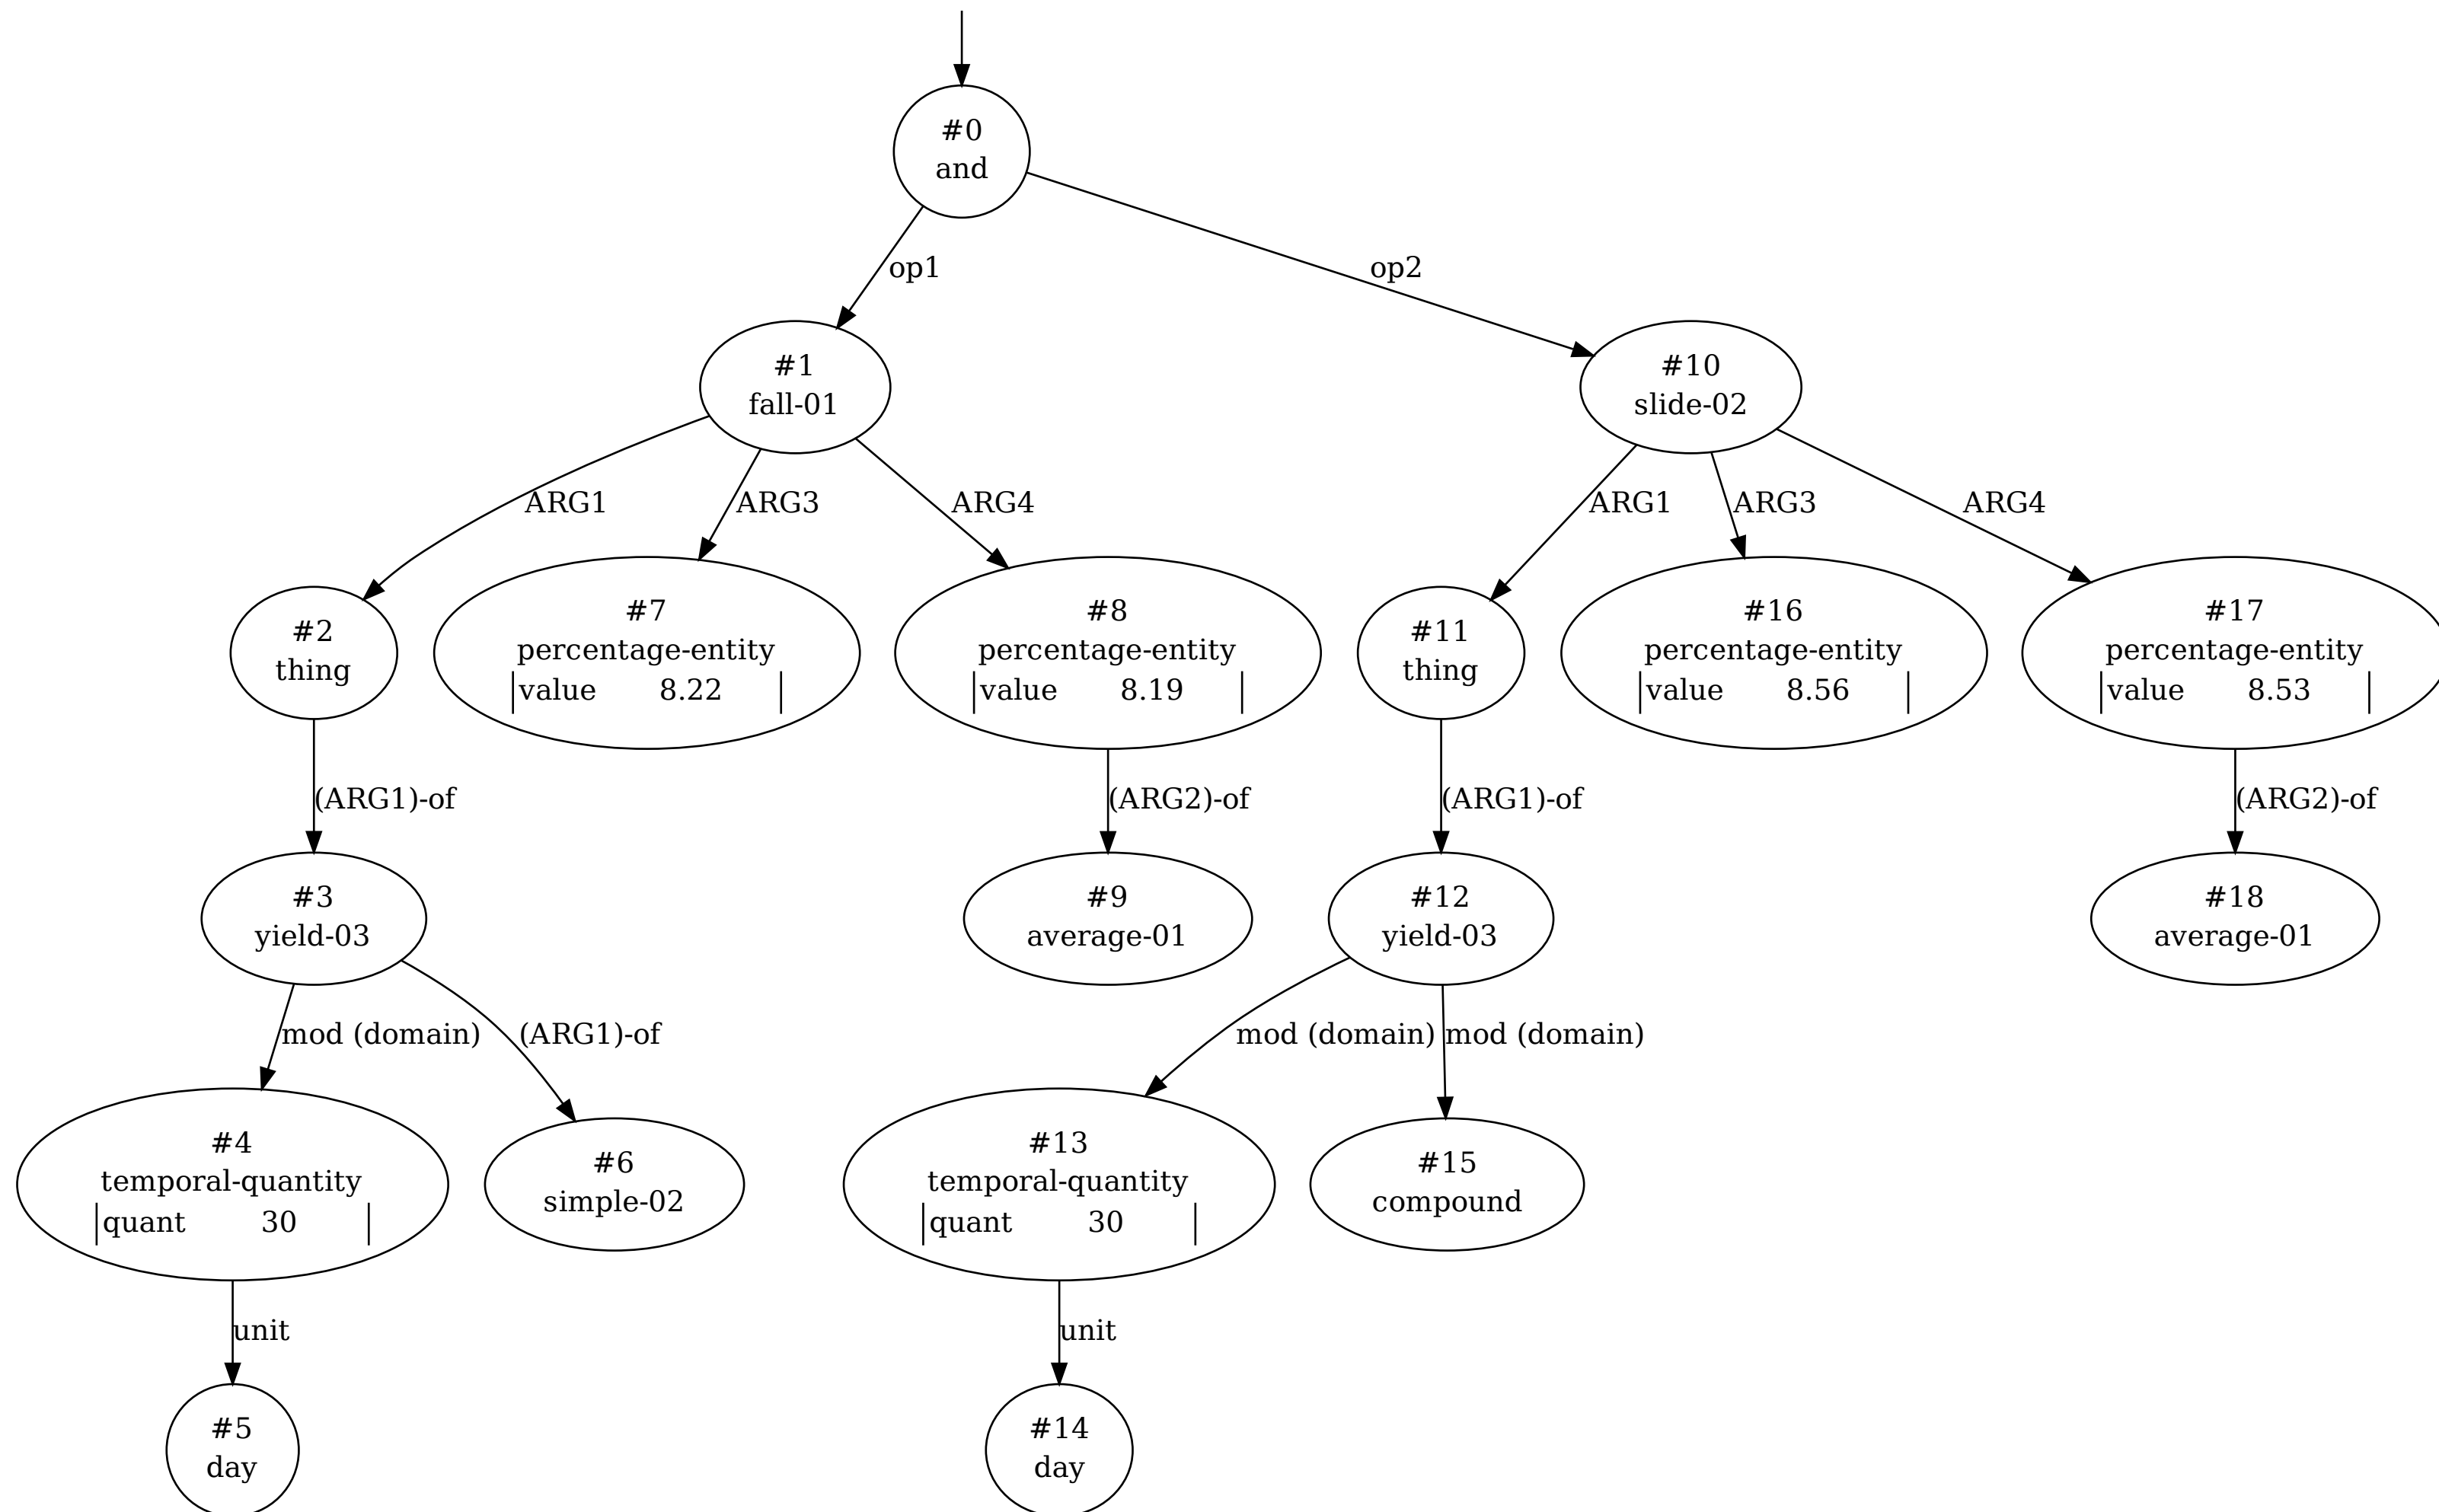 #0
and
op1
op2
#1
fall-01
#10
slide-02
ARG1
ARG3
ARG4
ARG1
ARG3
ARG4
#2
thing
#7
percentage-entity
value 8.22
#8
percentage-entity
value 8.19
#11
thing
#16
percentage-entity
value 8.56
#17
percentage-entity
value 8.53
(ARG1)-of
(ARG2)-of
(ARG1)-of
(ARG2)-of
#3
yield-03
#9
average-01
#12
yield-03
#18
average-01
mod (domain)
(ARG1)-of
mod (domain)
mod (domain)
#4
temporal-quantity
quant 30
#6
simple-02
#13
temporal-quantity
quant 30
#15
compound
unit
unit
#5
day
#14
day